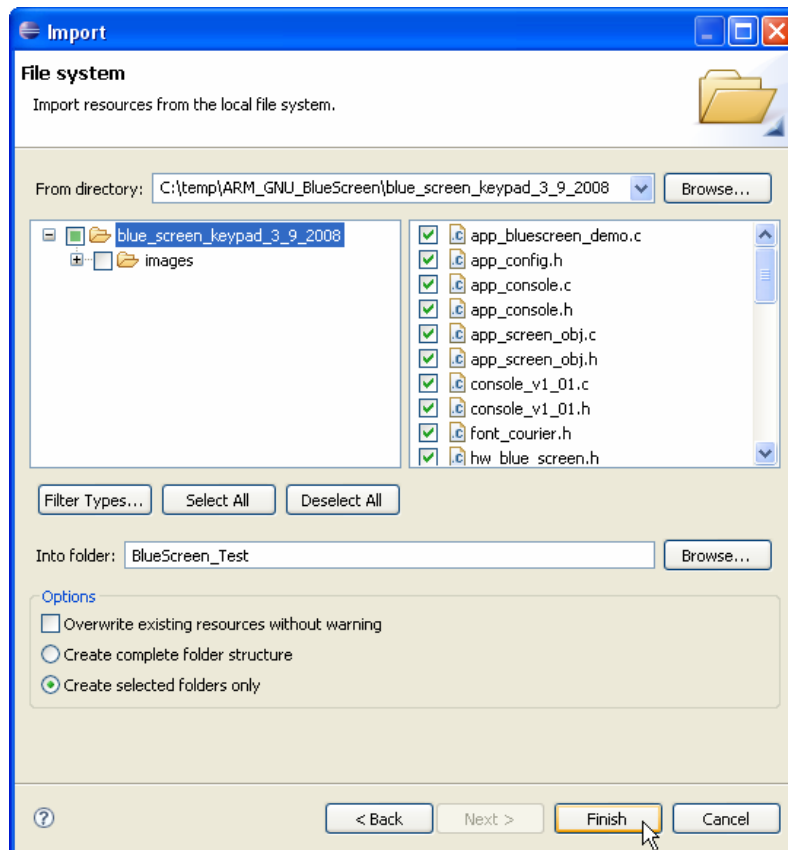 Import
File system
Import resources from the local file system.
From directory: C:\temp\ARM_GNU_BlueScreen\blue_screen_keypad_3_9_2008 Browse...
blue_screen_keypad_3_9_2008
images
app_bluescreen_demo.c
app_config.h
app_console.c
app_console.h
app_screen_obj.c
app_screen_obj.h
console_v1_01.c
console_v1_01.h
font_courier.h
hw_blue_screen.h
Filter Types... Select All Deselect All
Into folder: BlueScreen_Test Browse...
Options
Overwrite existing resources without warning
Create complete folder structure
Create selected folders only
? < Back Next > Finish Cancel